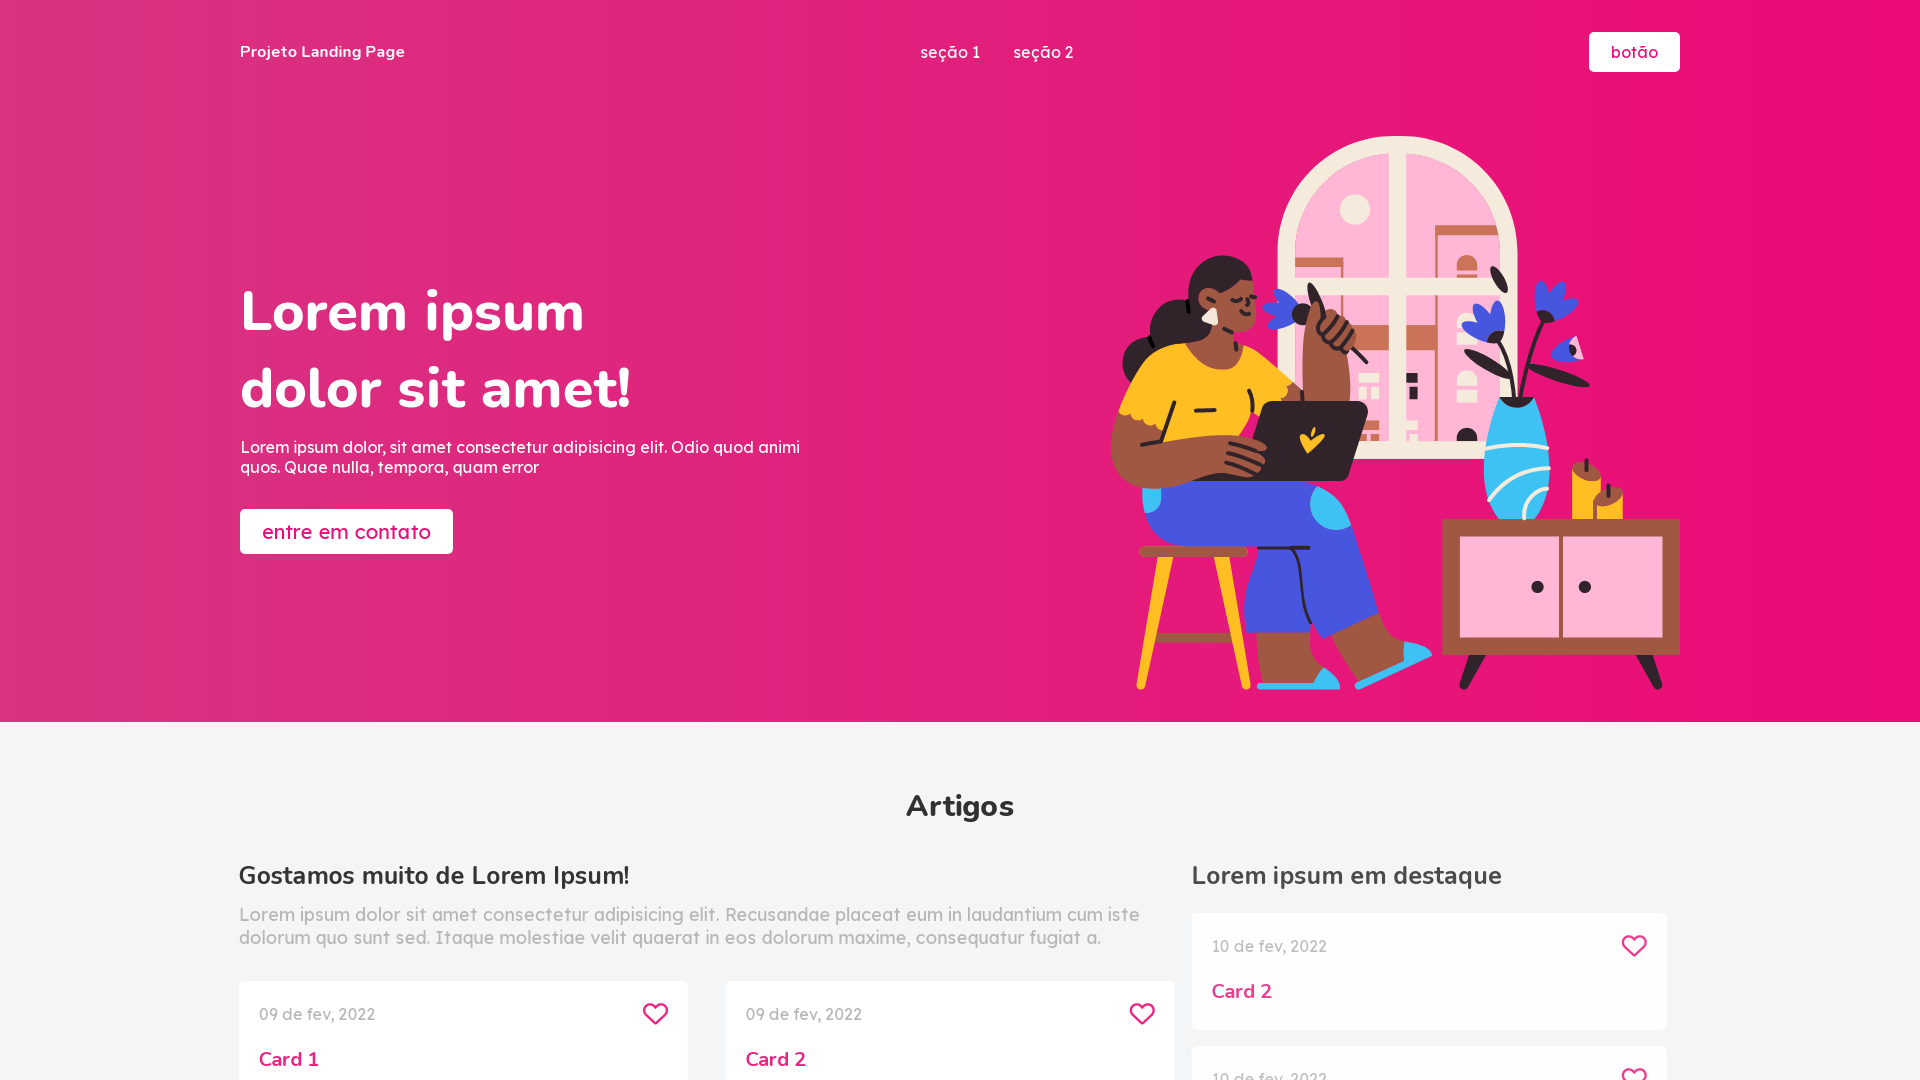 Projeto Landing Page
seção 1
seção 2
botão
Lorem ipsum
dolor sit amet!
Lorem ipsum dolor, sit amet consectetur adipisicing elit. Odio quod animi
quos. Quae nulla, tempora, quam error
entre em contato
Artigos
Gostamos muito de Lorem Ipsum!
Lorem ipsum dolor sit amet consectetur adipisicing elit. Recusandae placeat eum in laudantium cum iste
dolorum quo sunt sed. Itaque molestiae velit quaerat in eos dolorum maxime, consequatur fugiat a.
09 de fev, 2022
Card 1
09 de fev, 2022
Card 2
Lorem ipsum em destaque
10 de fev, 2022
Card 2
10 de fev, 2022